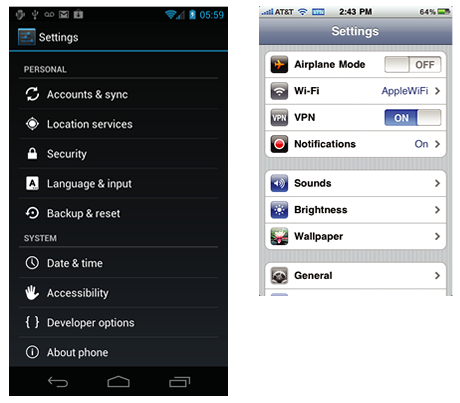 05:59
Settings
PERSONAL
Accounts & sync
Location services
Security
A
Language & input
Backup & reset
SYSTEM
Date & time
Accessibility
{ } Developer options
About phone
AT&T VPN 2:43 PM 64%
Settings
Airplane Mode OFF
Wi-Fi AppleWiFi
VPN VPN ON
Notifications On
Sounds
Brightness
Wallpaper
General